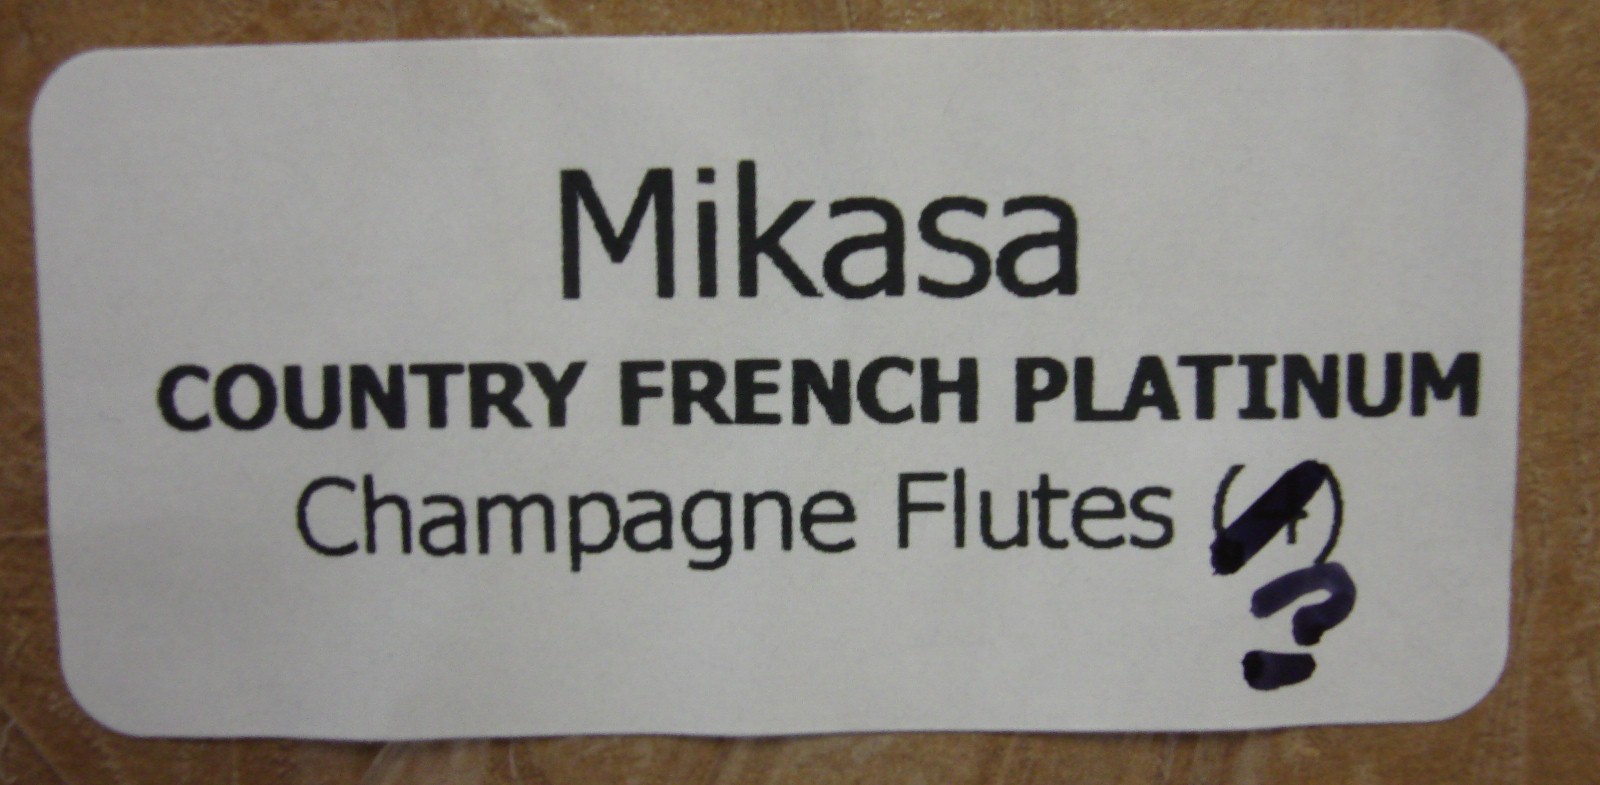 Mikasa
COUNTRY FRENCH PLATINUM
Champagne Flutes (4)
?